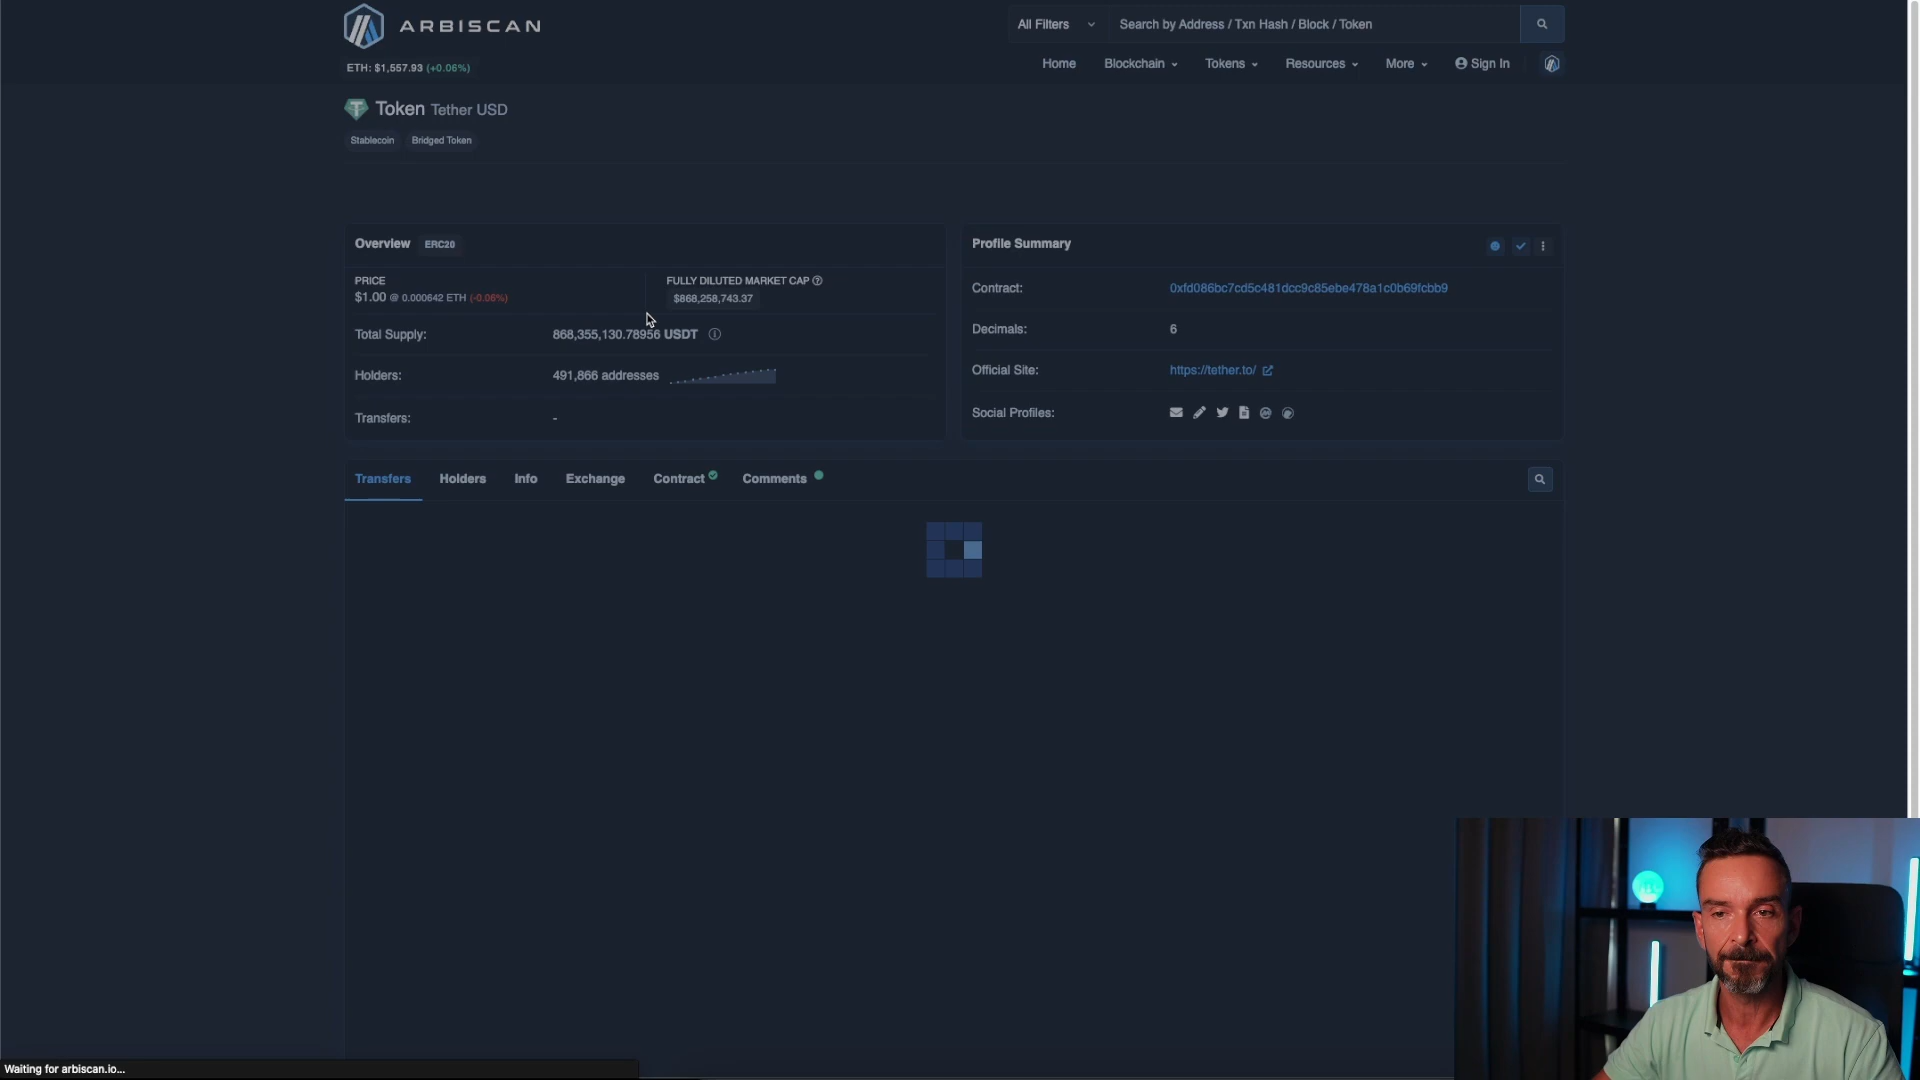 ARBISCAN
All Filters
Search by Address / Txn Hash / Block / Token
ETH: $1,557.93 (+0.06%)
Home
Blockchain
Tokens
Resources
More
Sign In
Token Tether USD
Stablecoin
Bridged Token
Overview ERC20
PRICE
$1.00 @ 0.000642 ETH (-0.06%)
FULLY DILUTED MARKET CAP
$868,258,743.37
Total Supply: 868,355,130.78956 USDT
Holders: 491,866 addresses
Transfers: -
Profile Summary
Contract: 0xfd086bc7cd5c481dcc9c85ebe478a1c0b69fcbb9
Decimals: 6
Official Site: https://tether.to/
Social Profiles:
Transfers
Holders
Info
Exchange
Contract
Comments
Waiting for arbiscan.io...